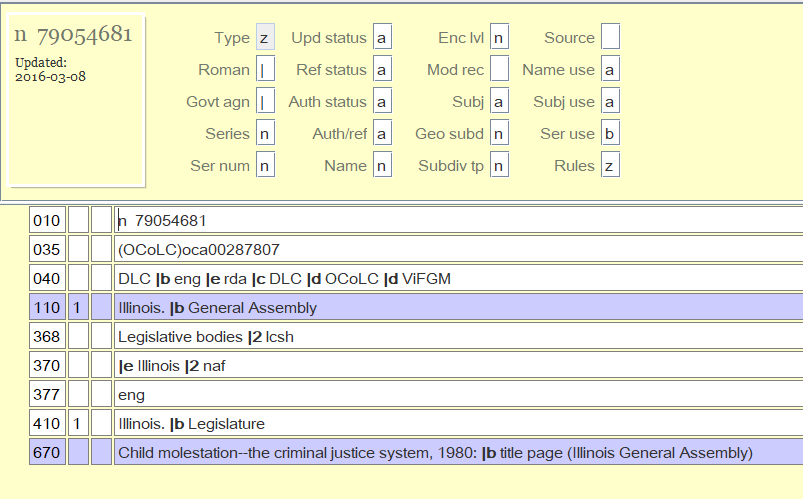 n 79054681
Updated:
2016-03-08
Type z Upd status a Enc lvl n Source
Roman | Ref status a Mod rec Name use a
Govt agn | Auth status a Subj a Subj use a
Series n Auth/ref a Geo subd n Ser use b
Ser num n Name n Subdiv tp n Rules z
010 n 79054681
035 (OCoLC)oca00287807
040 DLC |b eng |e rda |c DLC |d OCoLC |d ViFGM
110 1 Illinois. |b General Assembly
368 Legislative bodies |2 lcsh
370 |e Illinois |2 naf
377 eng
410 1 Illinois. |b Legislature
670 Child molestation--the criminal justice system, 1980: |b title page (Illinois General Assembly)